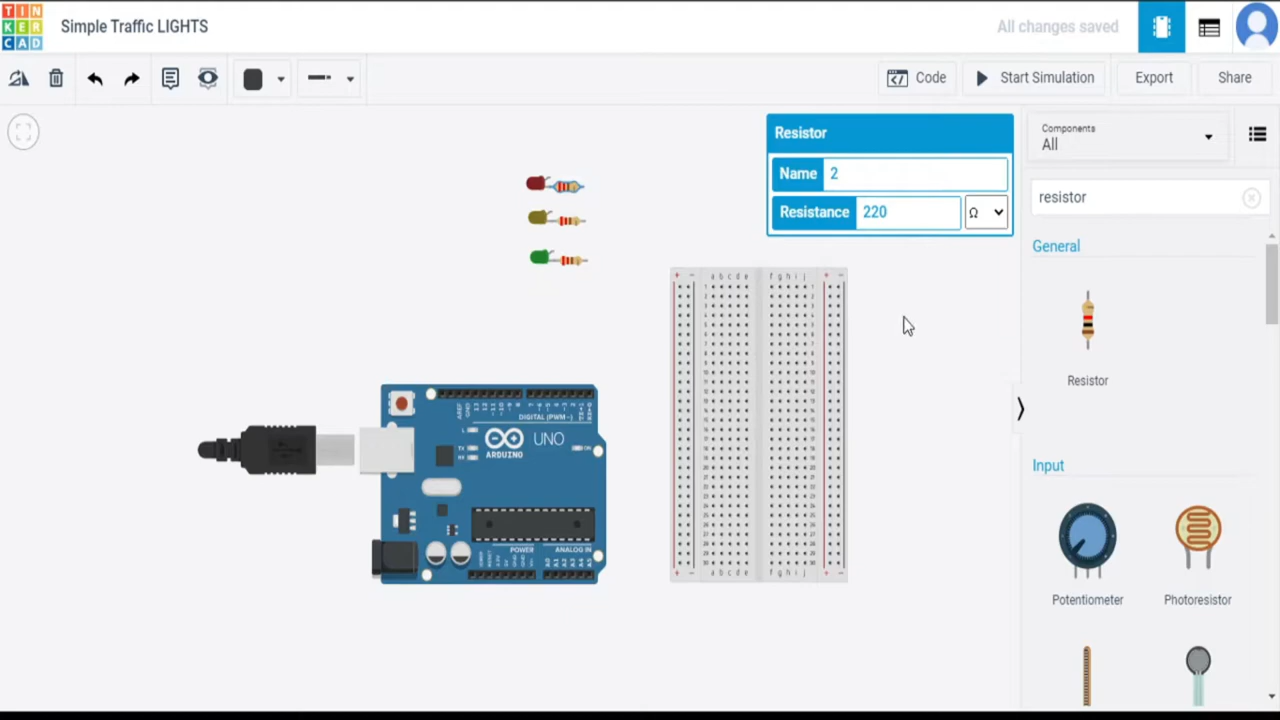 TIN
KER
CAD
Simple Traffic LIGHTS
All changes saved
Code
Start Simulation
Export
Share
Resistor
Name 2
Resistance 220 Ω
Components
All
resistor
General
Resistor
Input
Potentiometer
Photoresistor
DIGITAL (PWM~)
UNO
ARDUINO
POWER
ANALOG IN
a b c d e
f g h i j
a b c d e
f g h i j